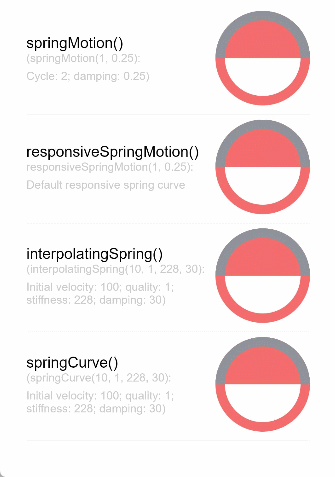 springMotion()
(springMotion(1, 0.25):
Cycle: 2; damping: 0.25)
responsiveSpringMotion()
responsiveSpringMotion(1, 0.25):
Default responsive spring curve
interpolatingSpring()
(interpolatingSpring(10. 1, 228, 30):
Initial velocity: 100; quality: 1;
stiffness: 228; damping: 30)
springCurve()
(springCurve(10, 1, 228, 30):
Initial velocity: 100; quality: 1;
stiffness: 228; damping: 30)